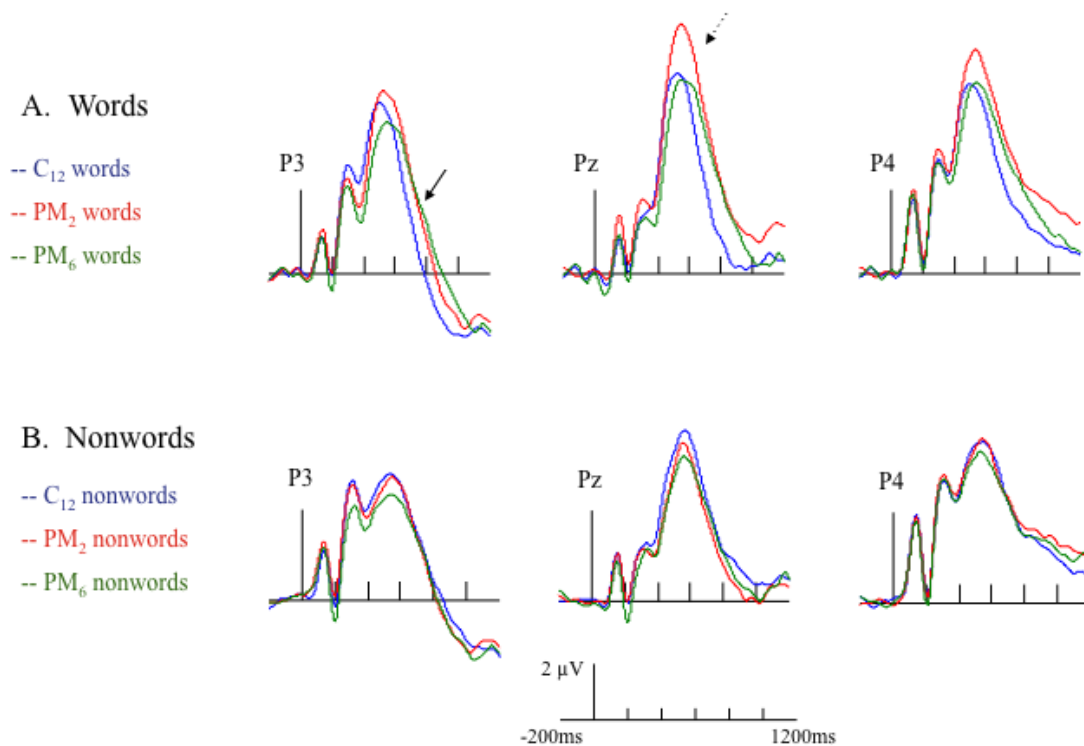 A. Words
-- C₁₂ words
-- PM₂ words
-- PM₆ words
P3
Pz
P4
B. Nonwords
-- C₁₂ nonwords
-- PM₂ nonwords
-- PM₆ nonwords
P3
Pz
P4
2 μV
-200ms 1200ms